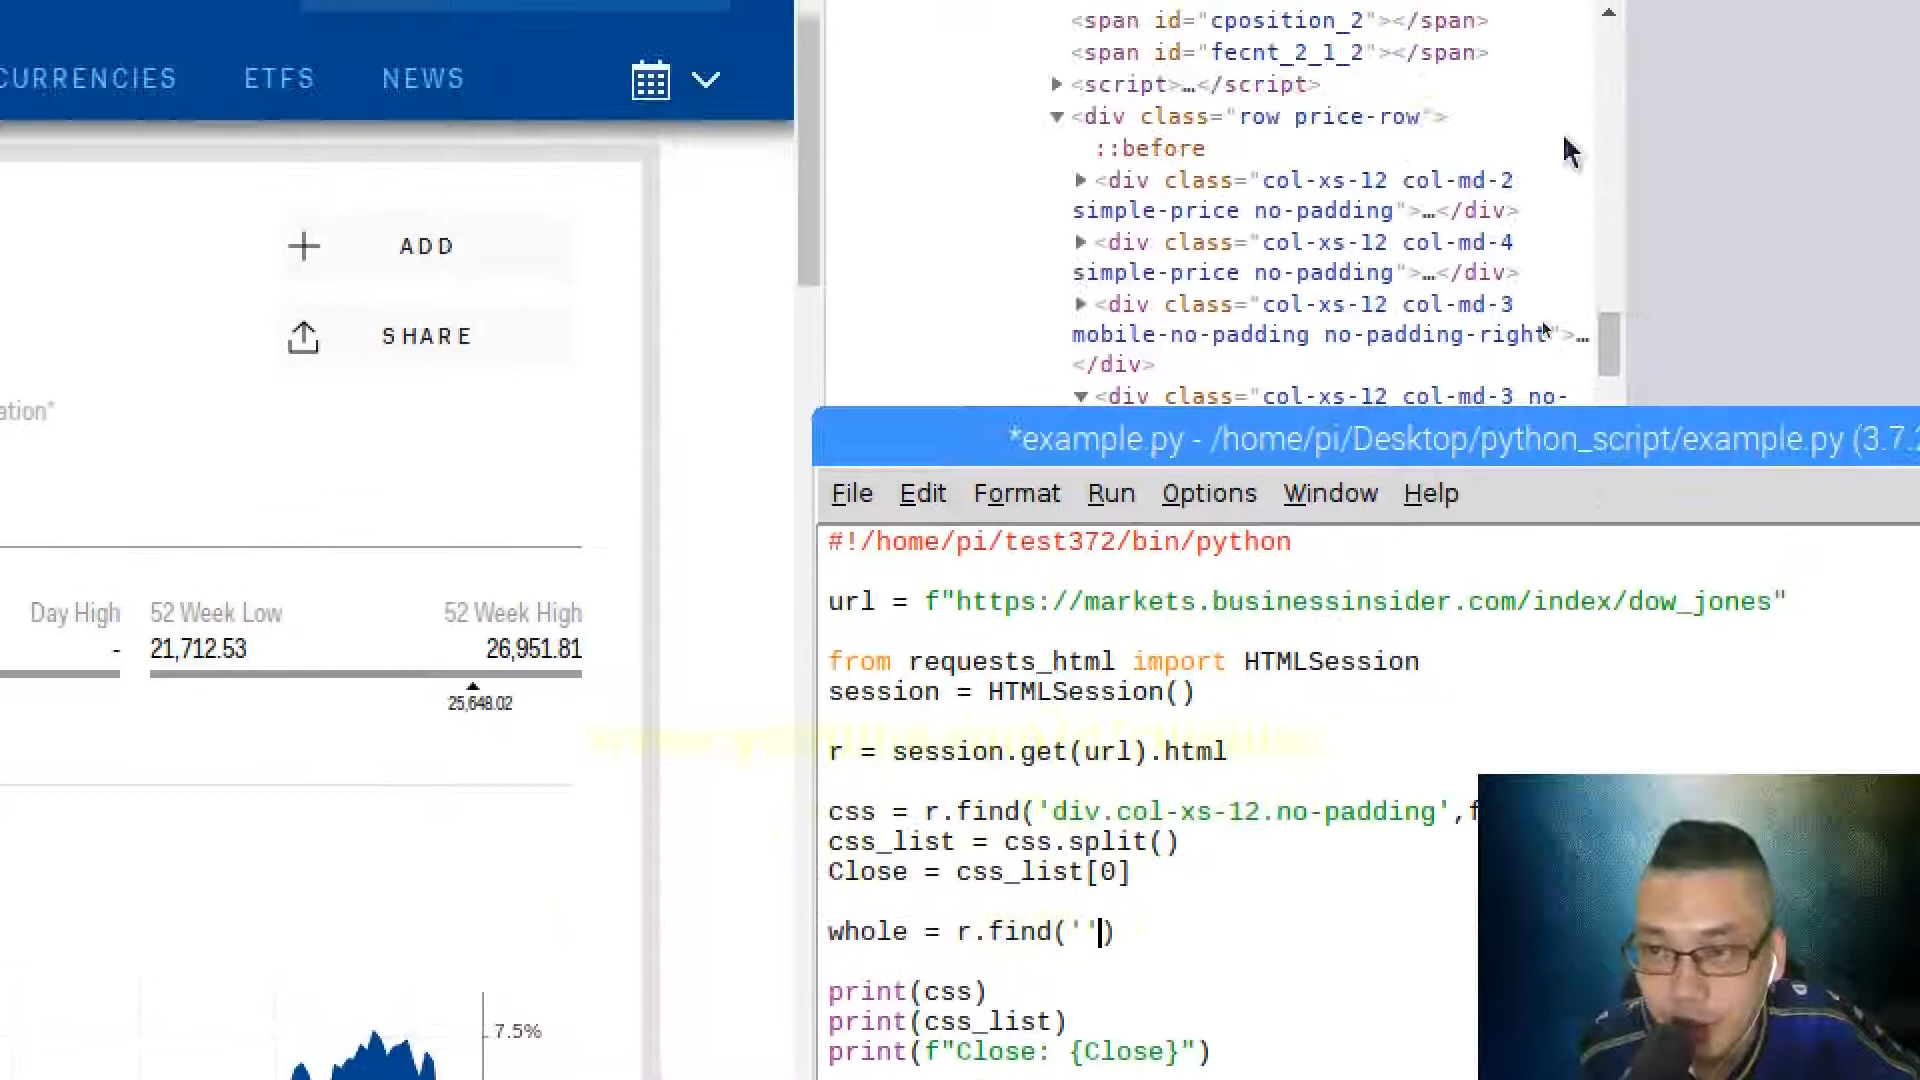 CURRENCIES ETFS NEWS
ADD
SHARE
ation*
Day High 52 Week Low 52 Week High
- 21,712.53 26,951.81
25,648.02
7.5%
<span id="cposition_2"></span>
<span id="fecnt_2_1_2"></span>
<script>…</script>
<div class="row price-row">
::before
<div class="col-xs-12 col-md-2
simple-price no-padding">…</div>
<div class="col-xs-12 col-md-4
simple-price no-padding">…</div>
<div class="col-xs-12 col-md-3
mobile-no-padding no-padding-right">…
</div>
<div class="col-xs-12 col-md-3 no-
*example.py - /home/pi/Desktop/python_script/example.py (3.7.2
File Edit Format Run Options Window Help
#!/home/pi/test372/bin/python
url = f"https://markets.businessinsider.com/index/dow_jones"
from requests_html import HTMLSession
session = HTMLSession()
r = session.get(url).html
css = r.find('div.col-xs-12.no-padding',f
css_list = css.split()
Close = css_list[0]
whole = r.find('')
print(css)
print(css_list)
print(f"Close: {Close}")